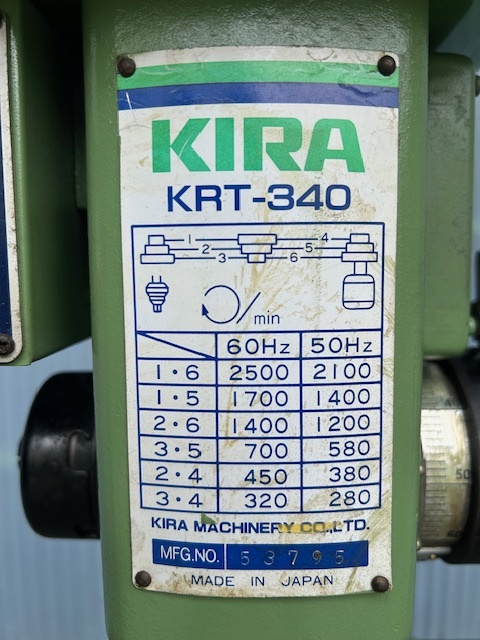 KIRA
KRT-340
1 4
2 5
3 6
/min
60Hz 50Hz
1・6 2500 2100
1・5 1700 1400
2・6 1400 1200
3・5 700 580
2・4 450 380
3・4 320 280
KIRA MACHINERY CO.,LTD.
MFG.NO. 53795
MADE IN JAPAN
50